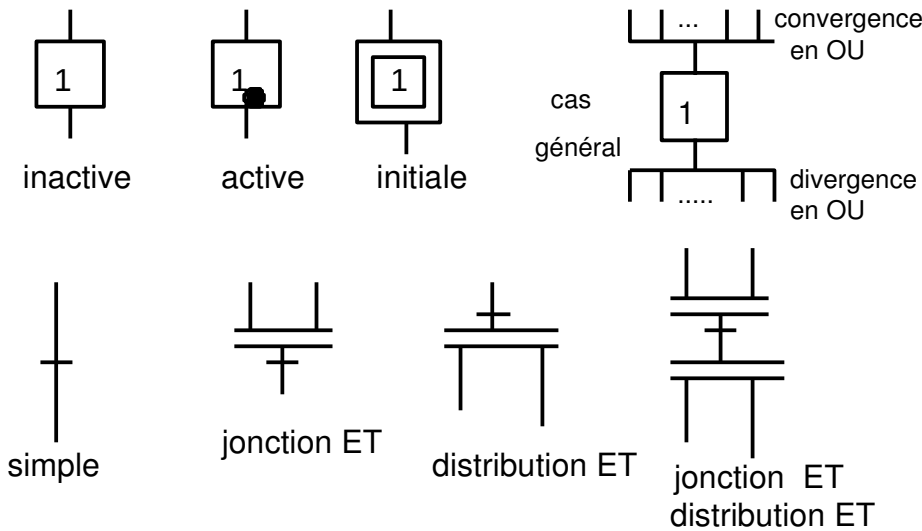 1
1
1
inactive
active
initiale
cas
général
...
convergence
en OU
1
.....
divergence
en OU
simple
jonction ET
distribution ET
jonction ET
distribution ET